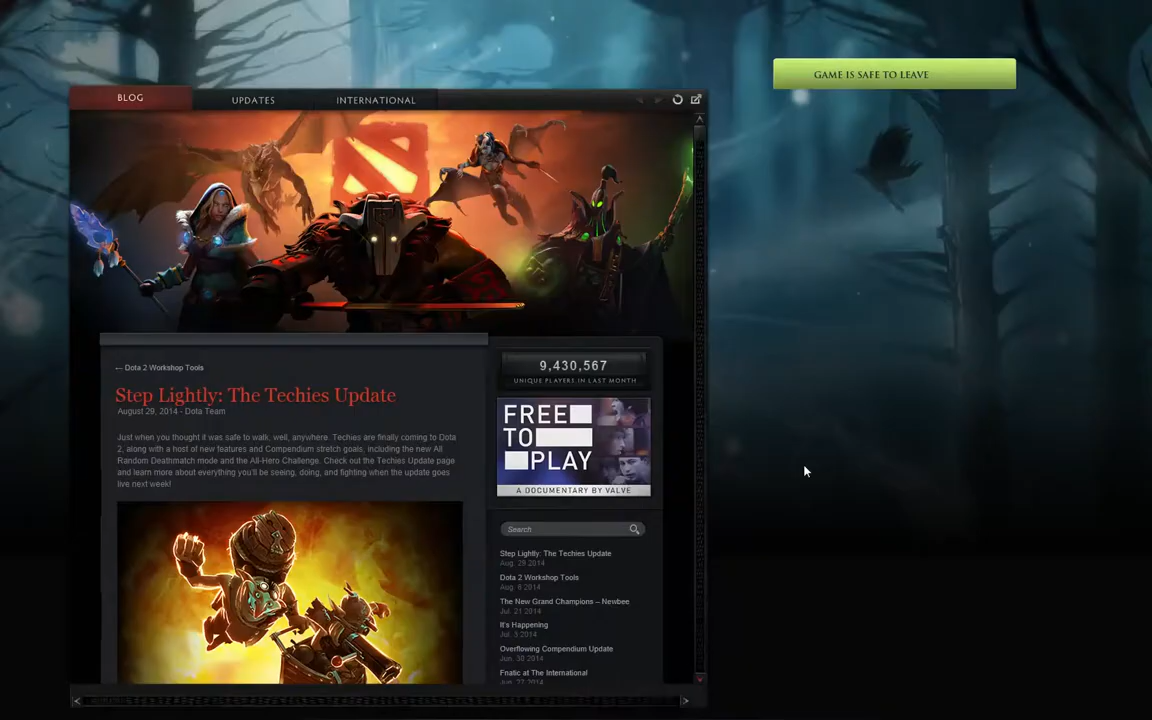 GAME IS SAFE TO LEAVE
BLOG
UPDATES
INTERNATIONAL
← Dota 2 Workshop Tools
Step Lightly: The Techies Update
August 29, 2014 - Dota Team
Just when you thought it was safe to walk, well, anywhere. Techies are finally coming to Dota
2, along with a host of new features and Compendium stretch goals, including the new All
Random Deathmatch mode and the All-Hero Challenge. Check out the Techies Update page
and learn more about everything you'll be seeing, doing, and fighting when the update goes
live next week!
9,430,567
UNIQUE PLAYERS IN LAST MONTH
FREE
TO
PLAY
A DOCUMENTARY BY VALVE
Search
Step Lightly: The Techies Update
Aug. 29 2014
Dota 2 Workshop Tools
Aug. 8 2014
The New Grand Champions – Newbee
Jul. 21 2014
It's Happening
Jul. 3 2014
Overflowing Compendium Update
Jun. 30 2014
Fnatic at The International
Jun. 27 2014